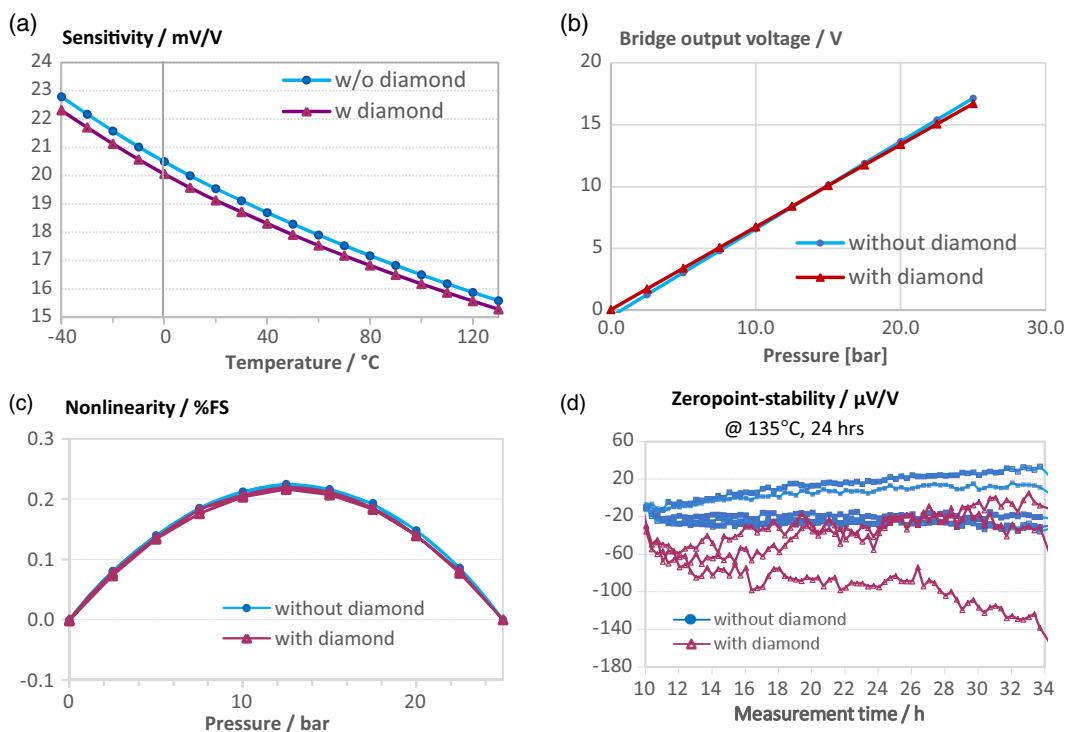 (a)
Sensitivity / mV/V
24
23
22
21
20
19
18
17
16
15
w/o diamond
w diamond
-40 0 40 80 120
Temperature / °C
(b)
Bridge output voltage / V
20
15
10
5
0
without diamond
with diamond
0.0 10.0 20.0 30.0
Pressure [bar]
(c)
Nonlinearity / %FS
0.3
0.2
0.1
0.0
-0.1
without diamond
with diamond
0 10 20
Pressure / bar
(d)
Zeropoint-stability / µV/V
@ 135°C, 24 hrs
60
20
-20
-60
-100
-140
-180
without diamond
with diamond
10 12 14 16 18 20 22 24 26 28 30 32 34
Measurement time / h